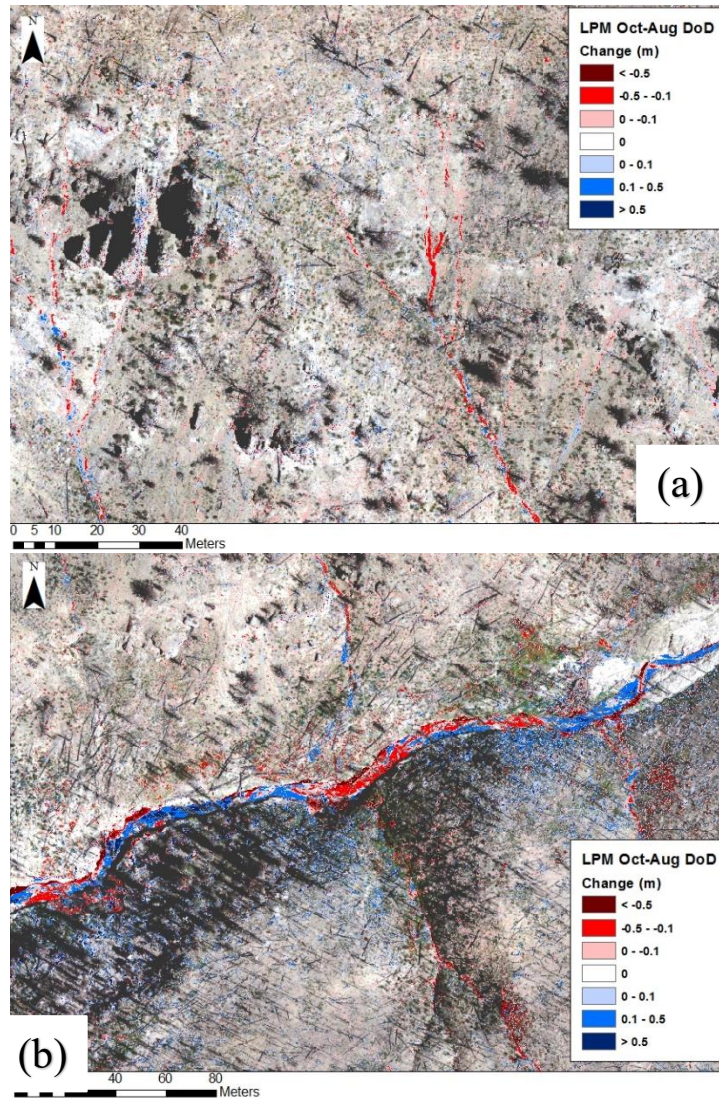 N
LPM Oct-Aug DoD
Change (m)
< -0.5
-0.5 - -0.1
0 - -0.1
0
0 - 0.1
0.1 - 0.5
> 0.5
(a)
0 5 10 20 30 40
Meters
N
LPM Oct-Aug DoD
Change (m)
< -0.5
-0.5 - -0.1
0 - -0.1
0
0 - 0.1
0.1 - 0.5
> 0.5
(b)
40 60 80
Meters